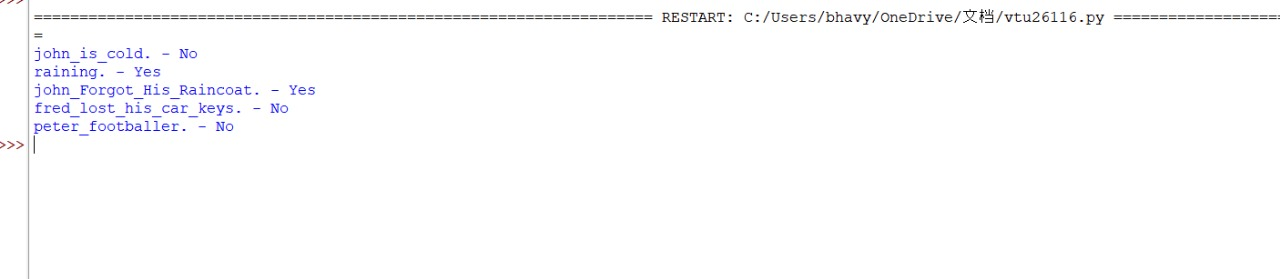 >>>
==================================================================== RESTART: C:/Users/bhavy/OneDrive/文档/vtu26116.py ===================
=
john_is_cold. - No
raining. - Yes
john_Forgot_His_Raincoat. - Yes
fred_lost_his_car_keys. - No
peter_footballer. - No
>>>